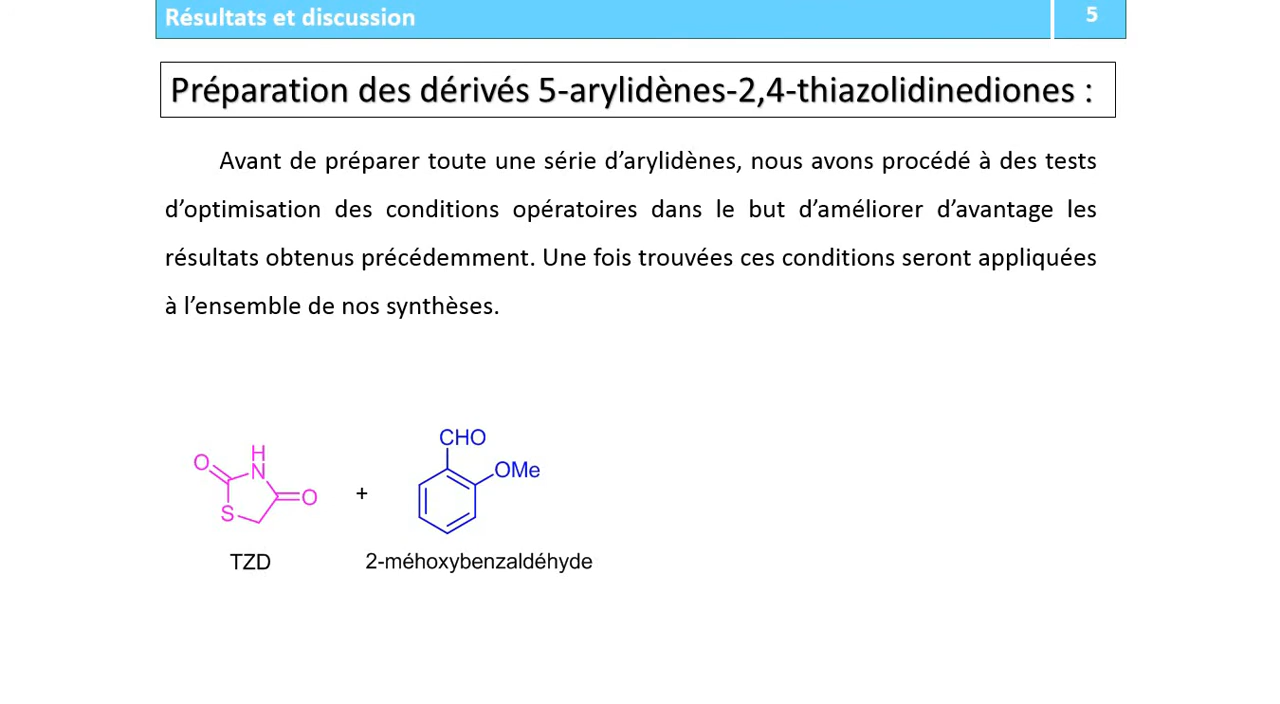 Résultats et discussion
5
Préparation des dérivés 5-arylidènes-2,4-thiazolidinediones :
Avant de préparer toute une série d’arylidènes, nous avons procédé à des tests
d’optimisation des conditions opératoires dans le but d’améliorer d’avantage les
résultats obtenus précédemment. Une fois trouvées ces conditions seront appliquées
à l’ensemble de nos synthèses.
CHO
H
O
N
OMe
+
O
S
TZD
2-méhoxybenzaldéhyde